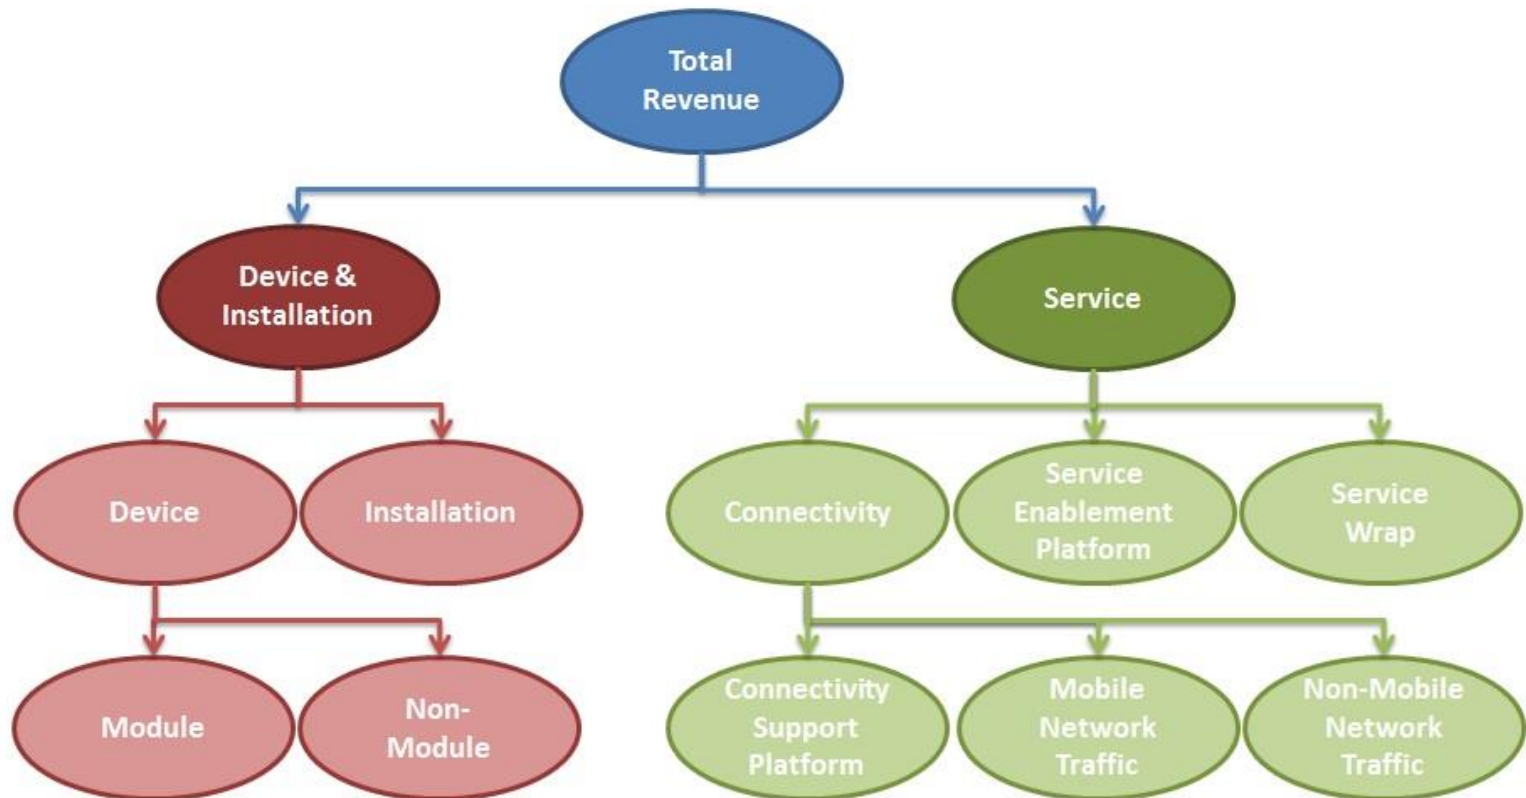 Total
Revenue
Device &
Installation
Service
Device
Installation
Connectivity
Service
Enablement
Platform
Service
Wrap
Module
Non-
Module
Connectivity
Support
Platform
Mobile
Network
Traffic
Non-Mobile
Network
Traffic